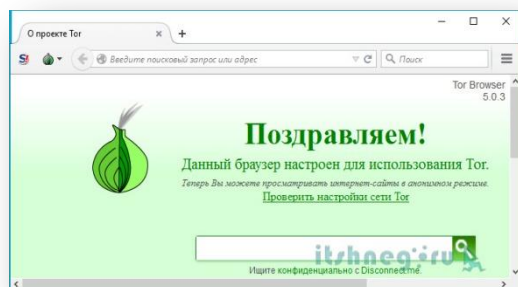 О проекте Tor
Введите поисковый запрос или адрес
Поиск
Tor Browser
5.0.3
Поздравляем!
Данный браузер настроен для использования Tor.
Теперь Вы можете просматривать интернет-сайты в анонимном режиме.
Проверить настройки сети Tor
itshneg.ru
Ищите конфиденциально с Disconnect.me.